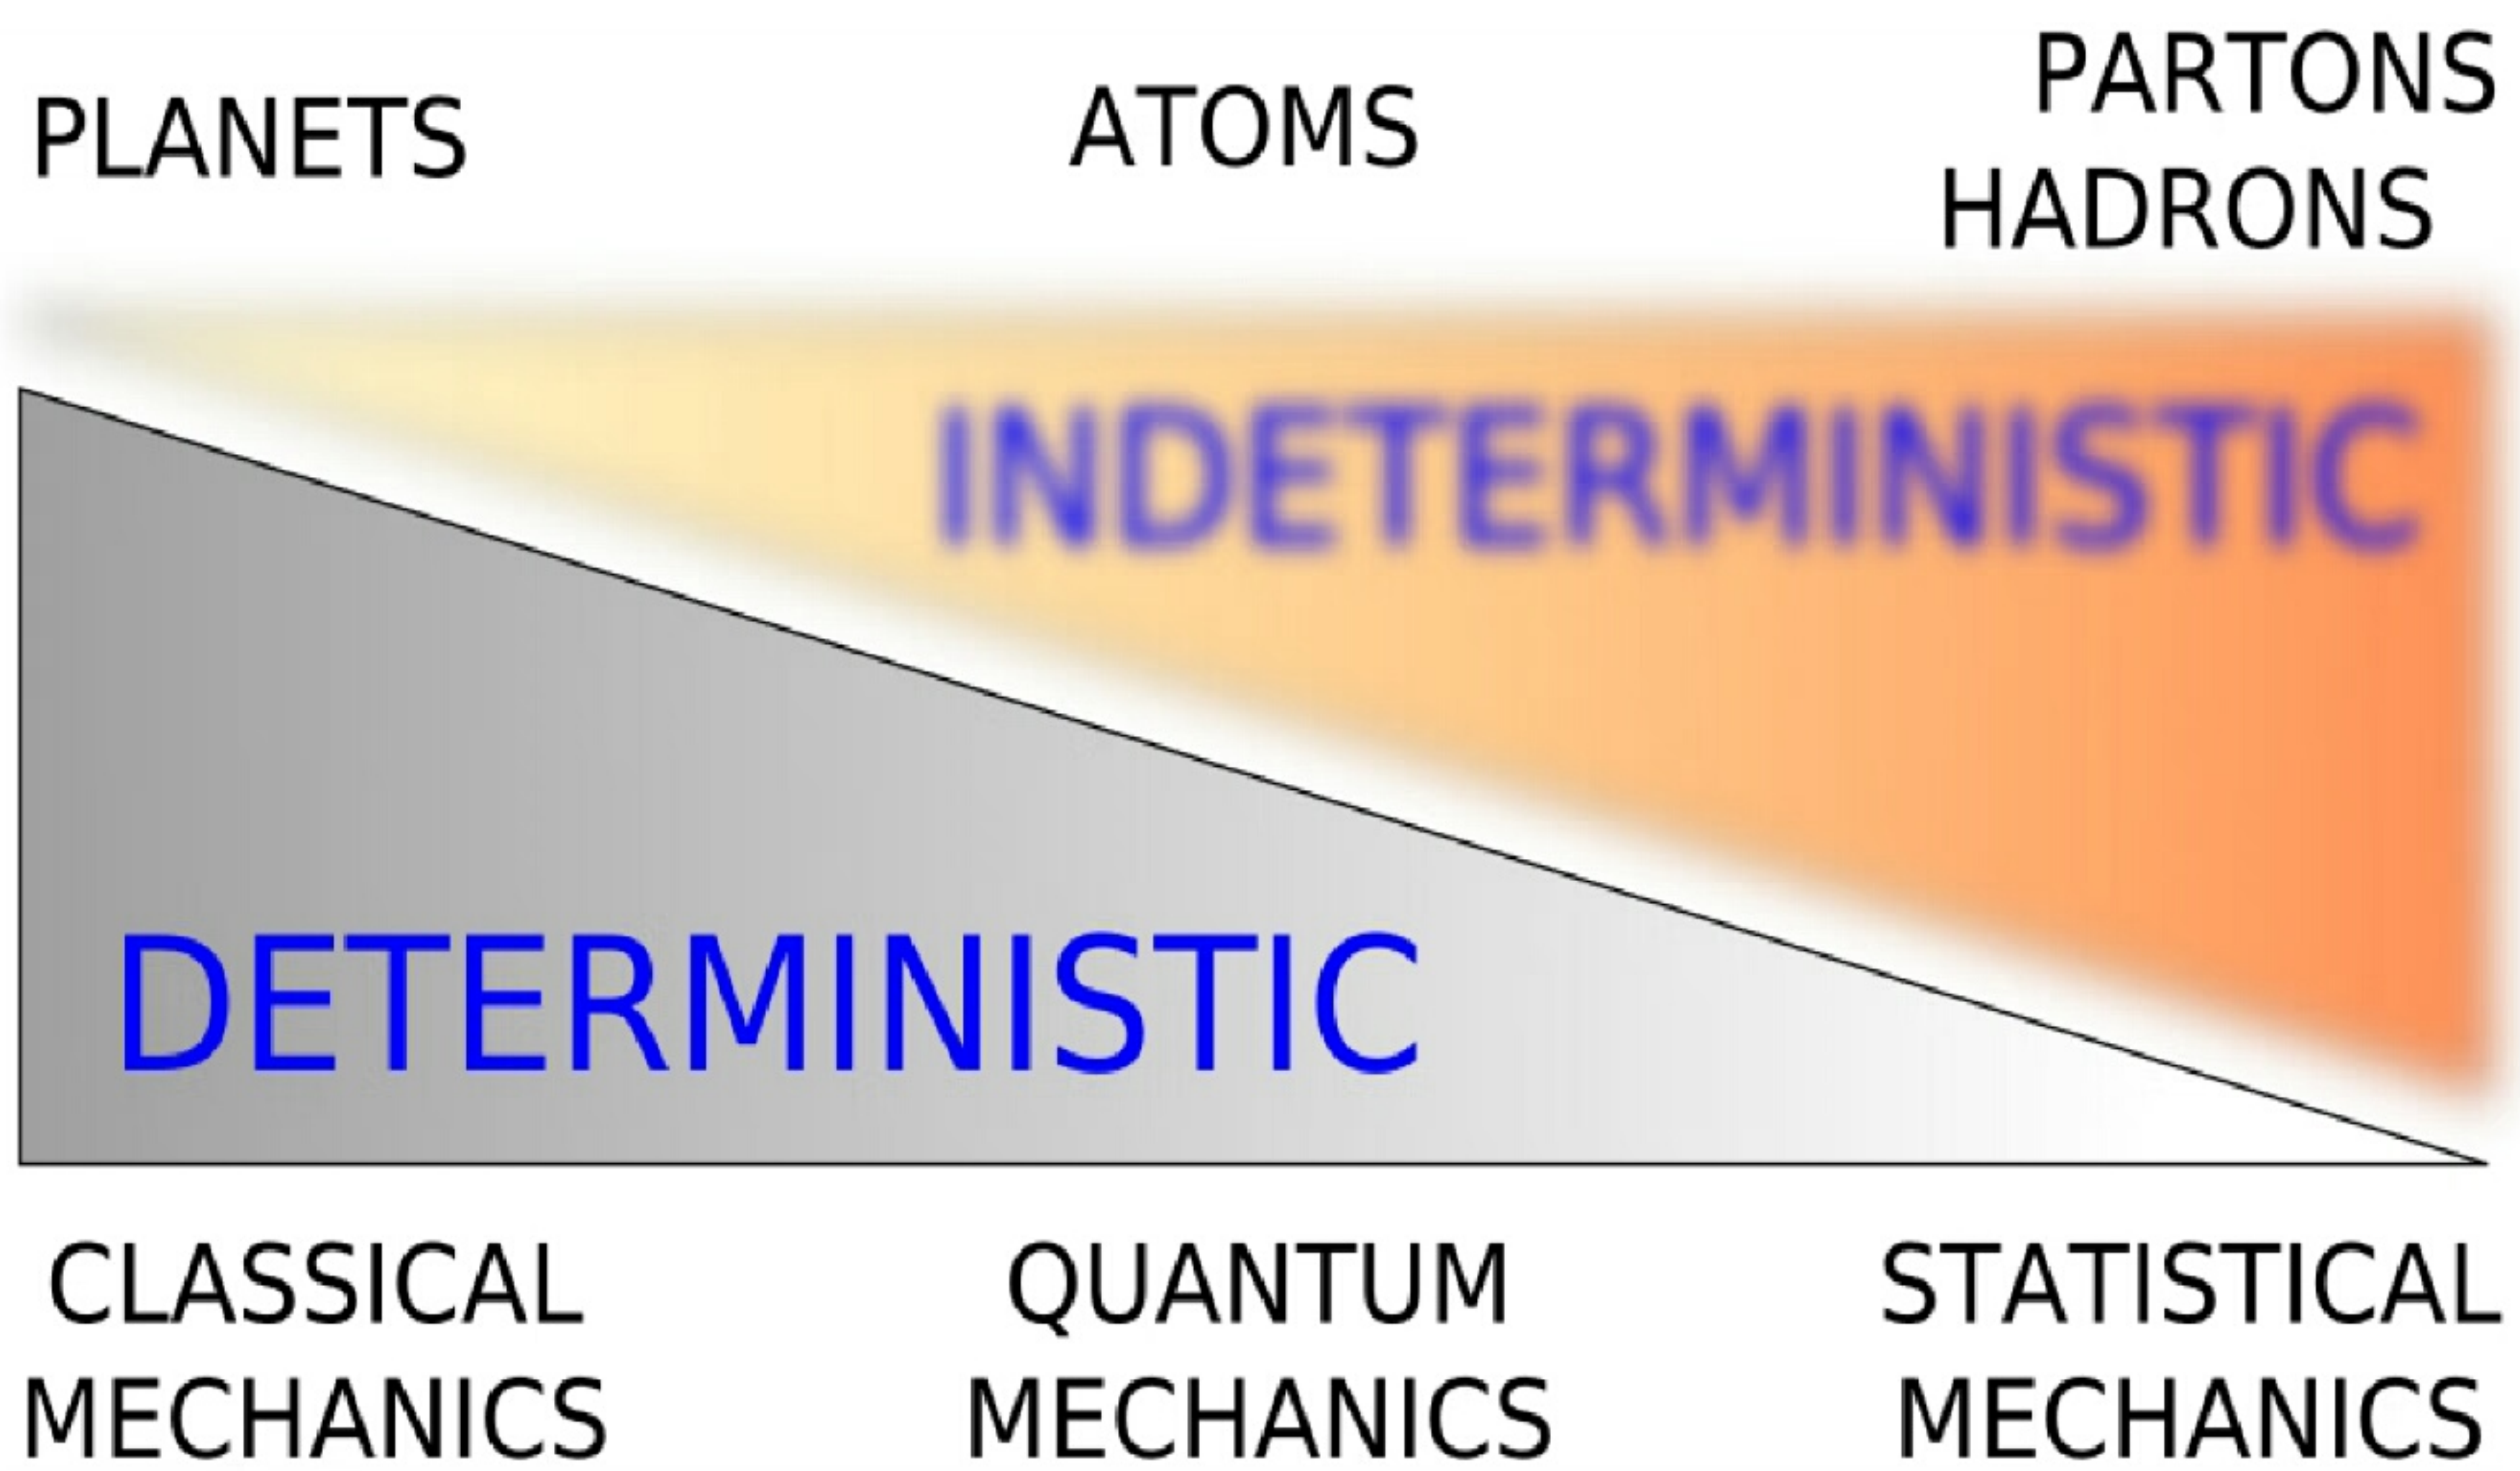 PLANETS
ATOMS
PARTONS
HADRONS
INDETERMINISTIC
DETERMINISTIC
CLASSICAL
MECHANICS
QUANTUM
MECHANICS
STATISTICAL
MECHANICS